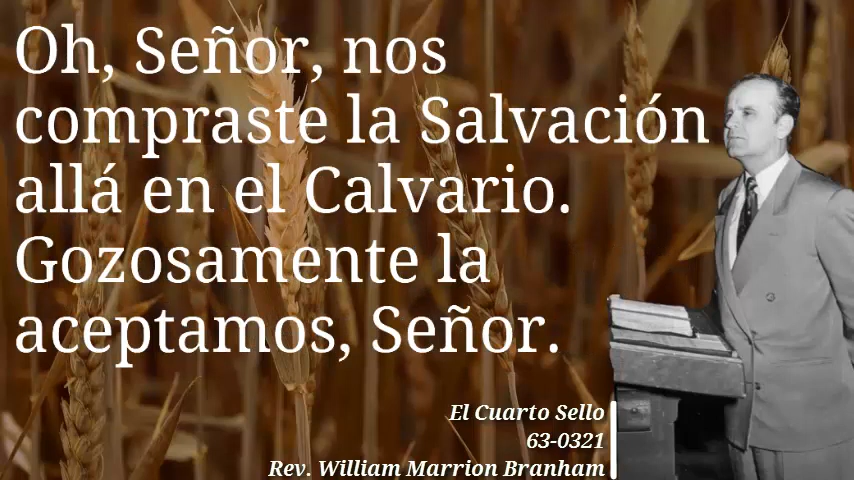 Oh, Señor, nos
compraste la Salvación
allá en el Calvario.
Gozosamente la
aceptamos, Señor.
El Cuarto Sello
63-0321
Rev. William Marrion Branham